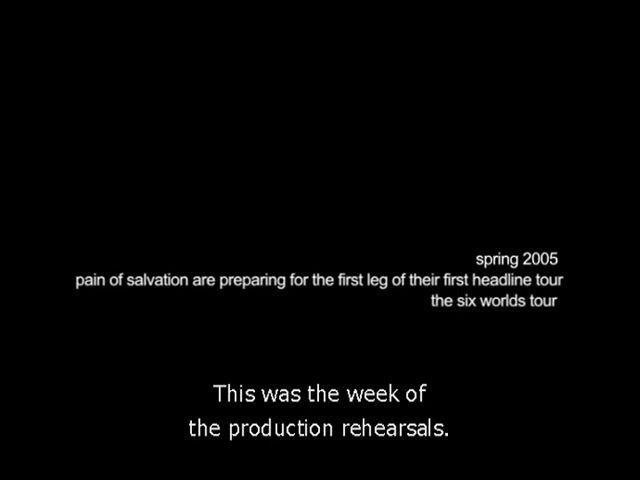 spring 2005
pain of salvation are preparing for the first leg of their first headline tour
the six worlds tour
This was the week of
the production rehearsals.